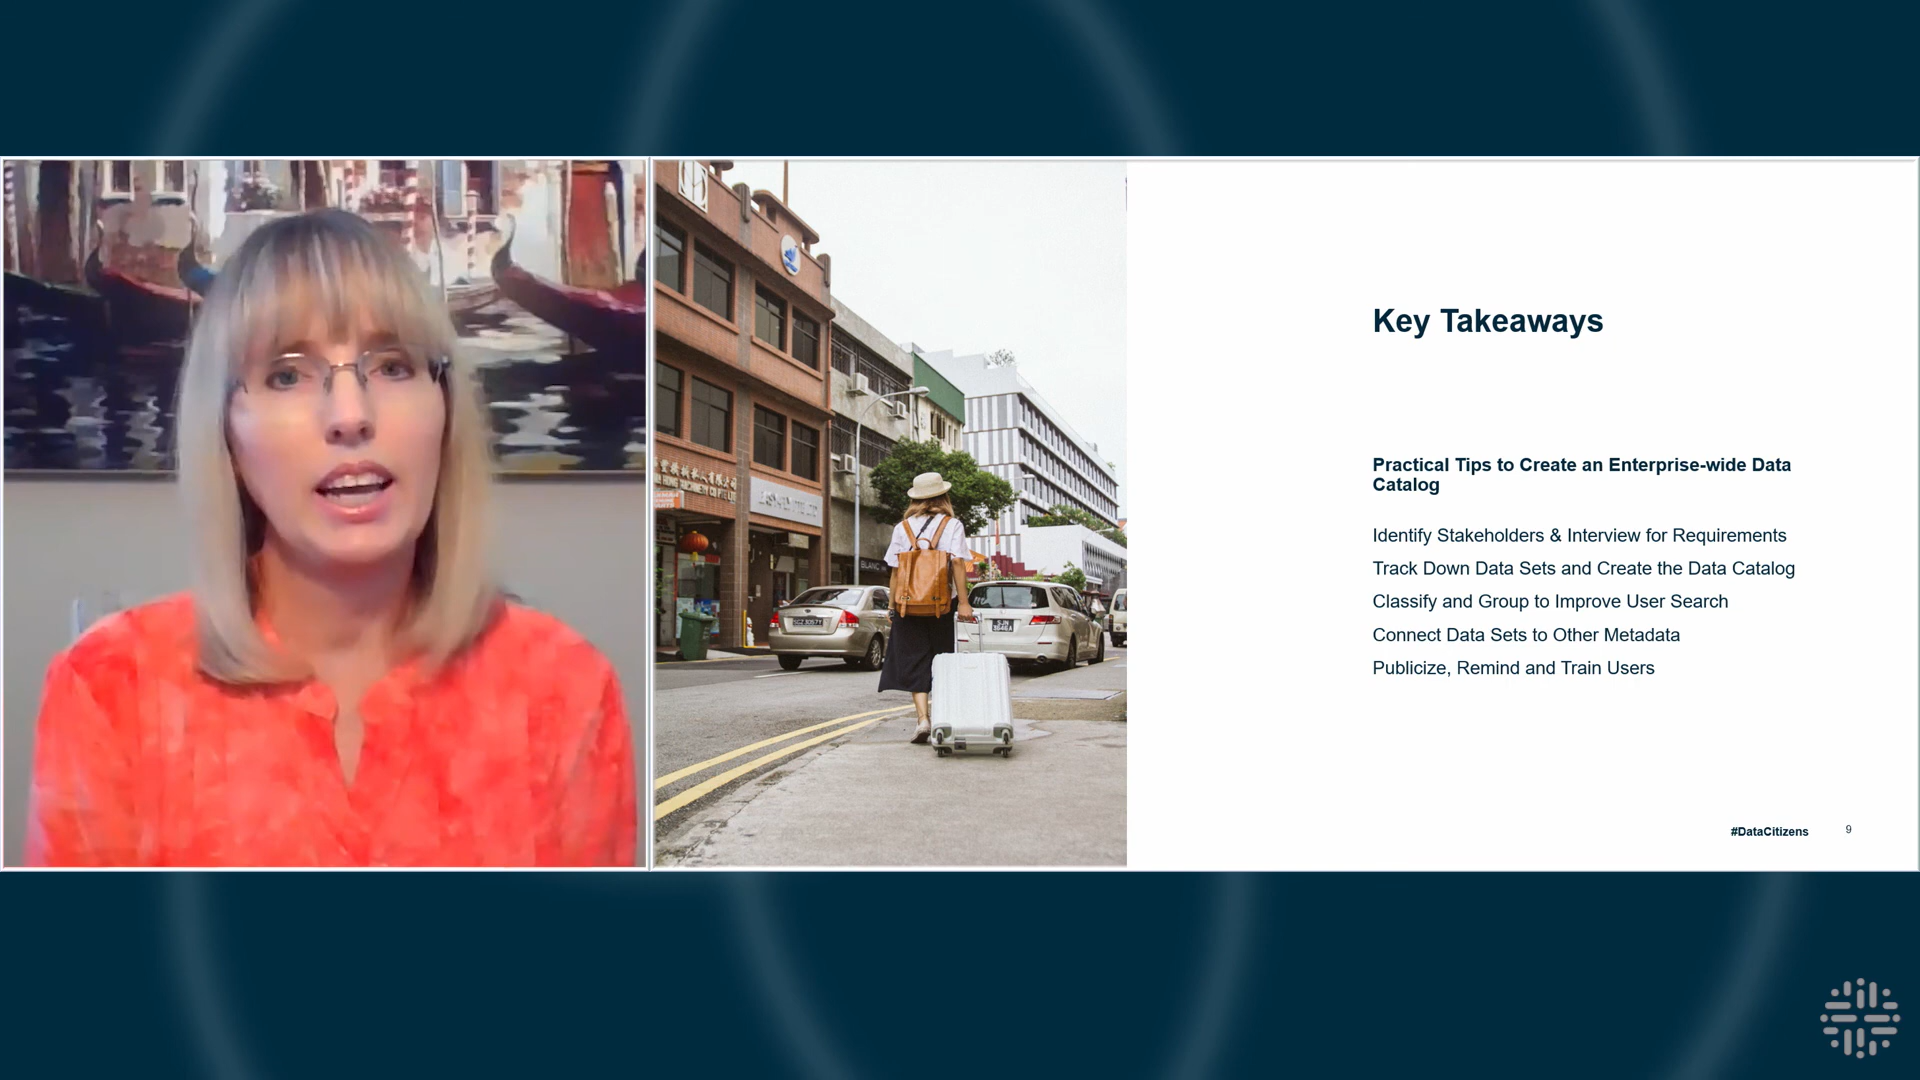 Key Takeaways
Practical Tips to Create an Enterprise-wide Data
Catalog
Identify Stakeholders & Interview for Requirements
Track Down Data Sets and Create the Data Catalog
Classify and Group to Improve User Search
Connect Data Sets to Other Metadata
Publicize, Remind and Train Users
#DataCitizens 9